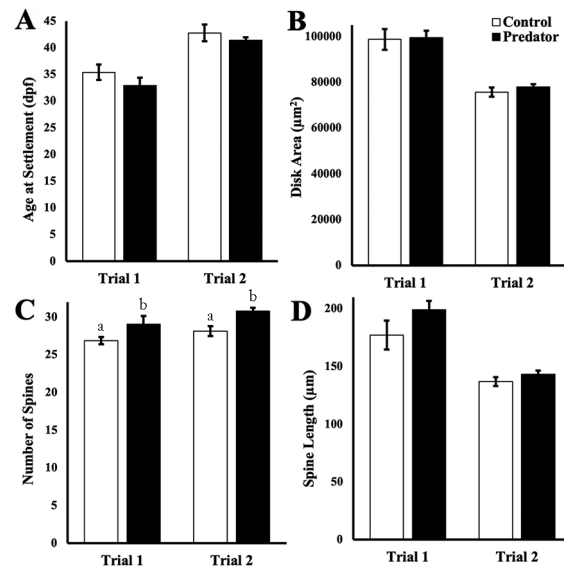 A
Age at Settlement (dpf)
45
40
35
30
25
20
15
10
5
0
Trial 1
Trial 2
B
Control
Predator
Disk Area (µm²)
100000
80000
60000
40000
20000
0
Trial 1
Trial 2
C
Number of Spines
30
25
20
15
10
5
0
a
b
a
b
Trial 1
Trial 2
D
Spine Length (µm)
200
150
100
50
0
Trial 1
Trial 2